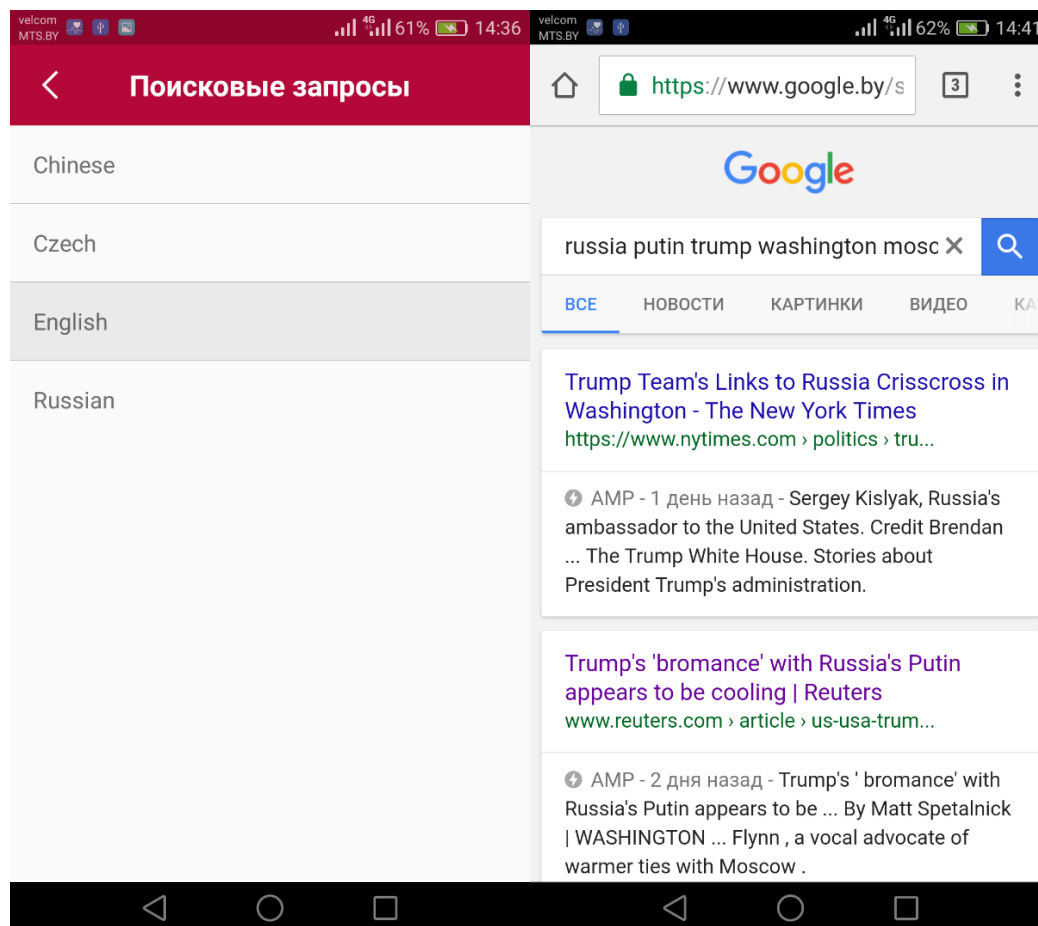 velcom
MTS.BY
4G
61%
14:36
Поисковые запросы
Chinese
Czech
English
Russian
velcom
MTS.BY
4G
62%
14:41
https://www.google.by/s
3
Google
russia putin trump washington mosc
ВСЕ НОВОСТИ КАРТИНКИ ВИДЕО КА
Trump Team's Links to Russia Crisscross in
Washington - The New York Times
https://www.nytimes.com › politics › tru...
AMP - 1 день назад - Sergey Kislyak, Russia's
ambassador to the United States. Credit Brendan
... The Trump White House. Stories about
President Trump's administration.
Trump's 'bromance' with Russia's Putin
appears to be cooling | Reuters
www.reuters.com › article › us-usa-trum...
AMP - 2 дня назад - Trump's ' bromance' with
Russia's Putin appears to be ... By Matt Spetalnick
| WASHINGTON ... Flynn , a vocal advocate of
warmer ties with Moscow .